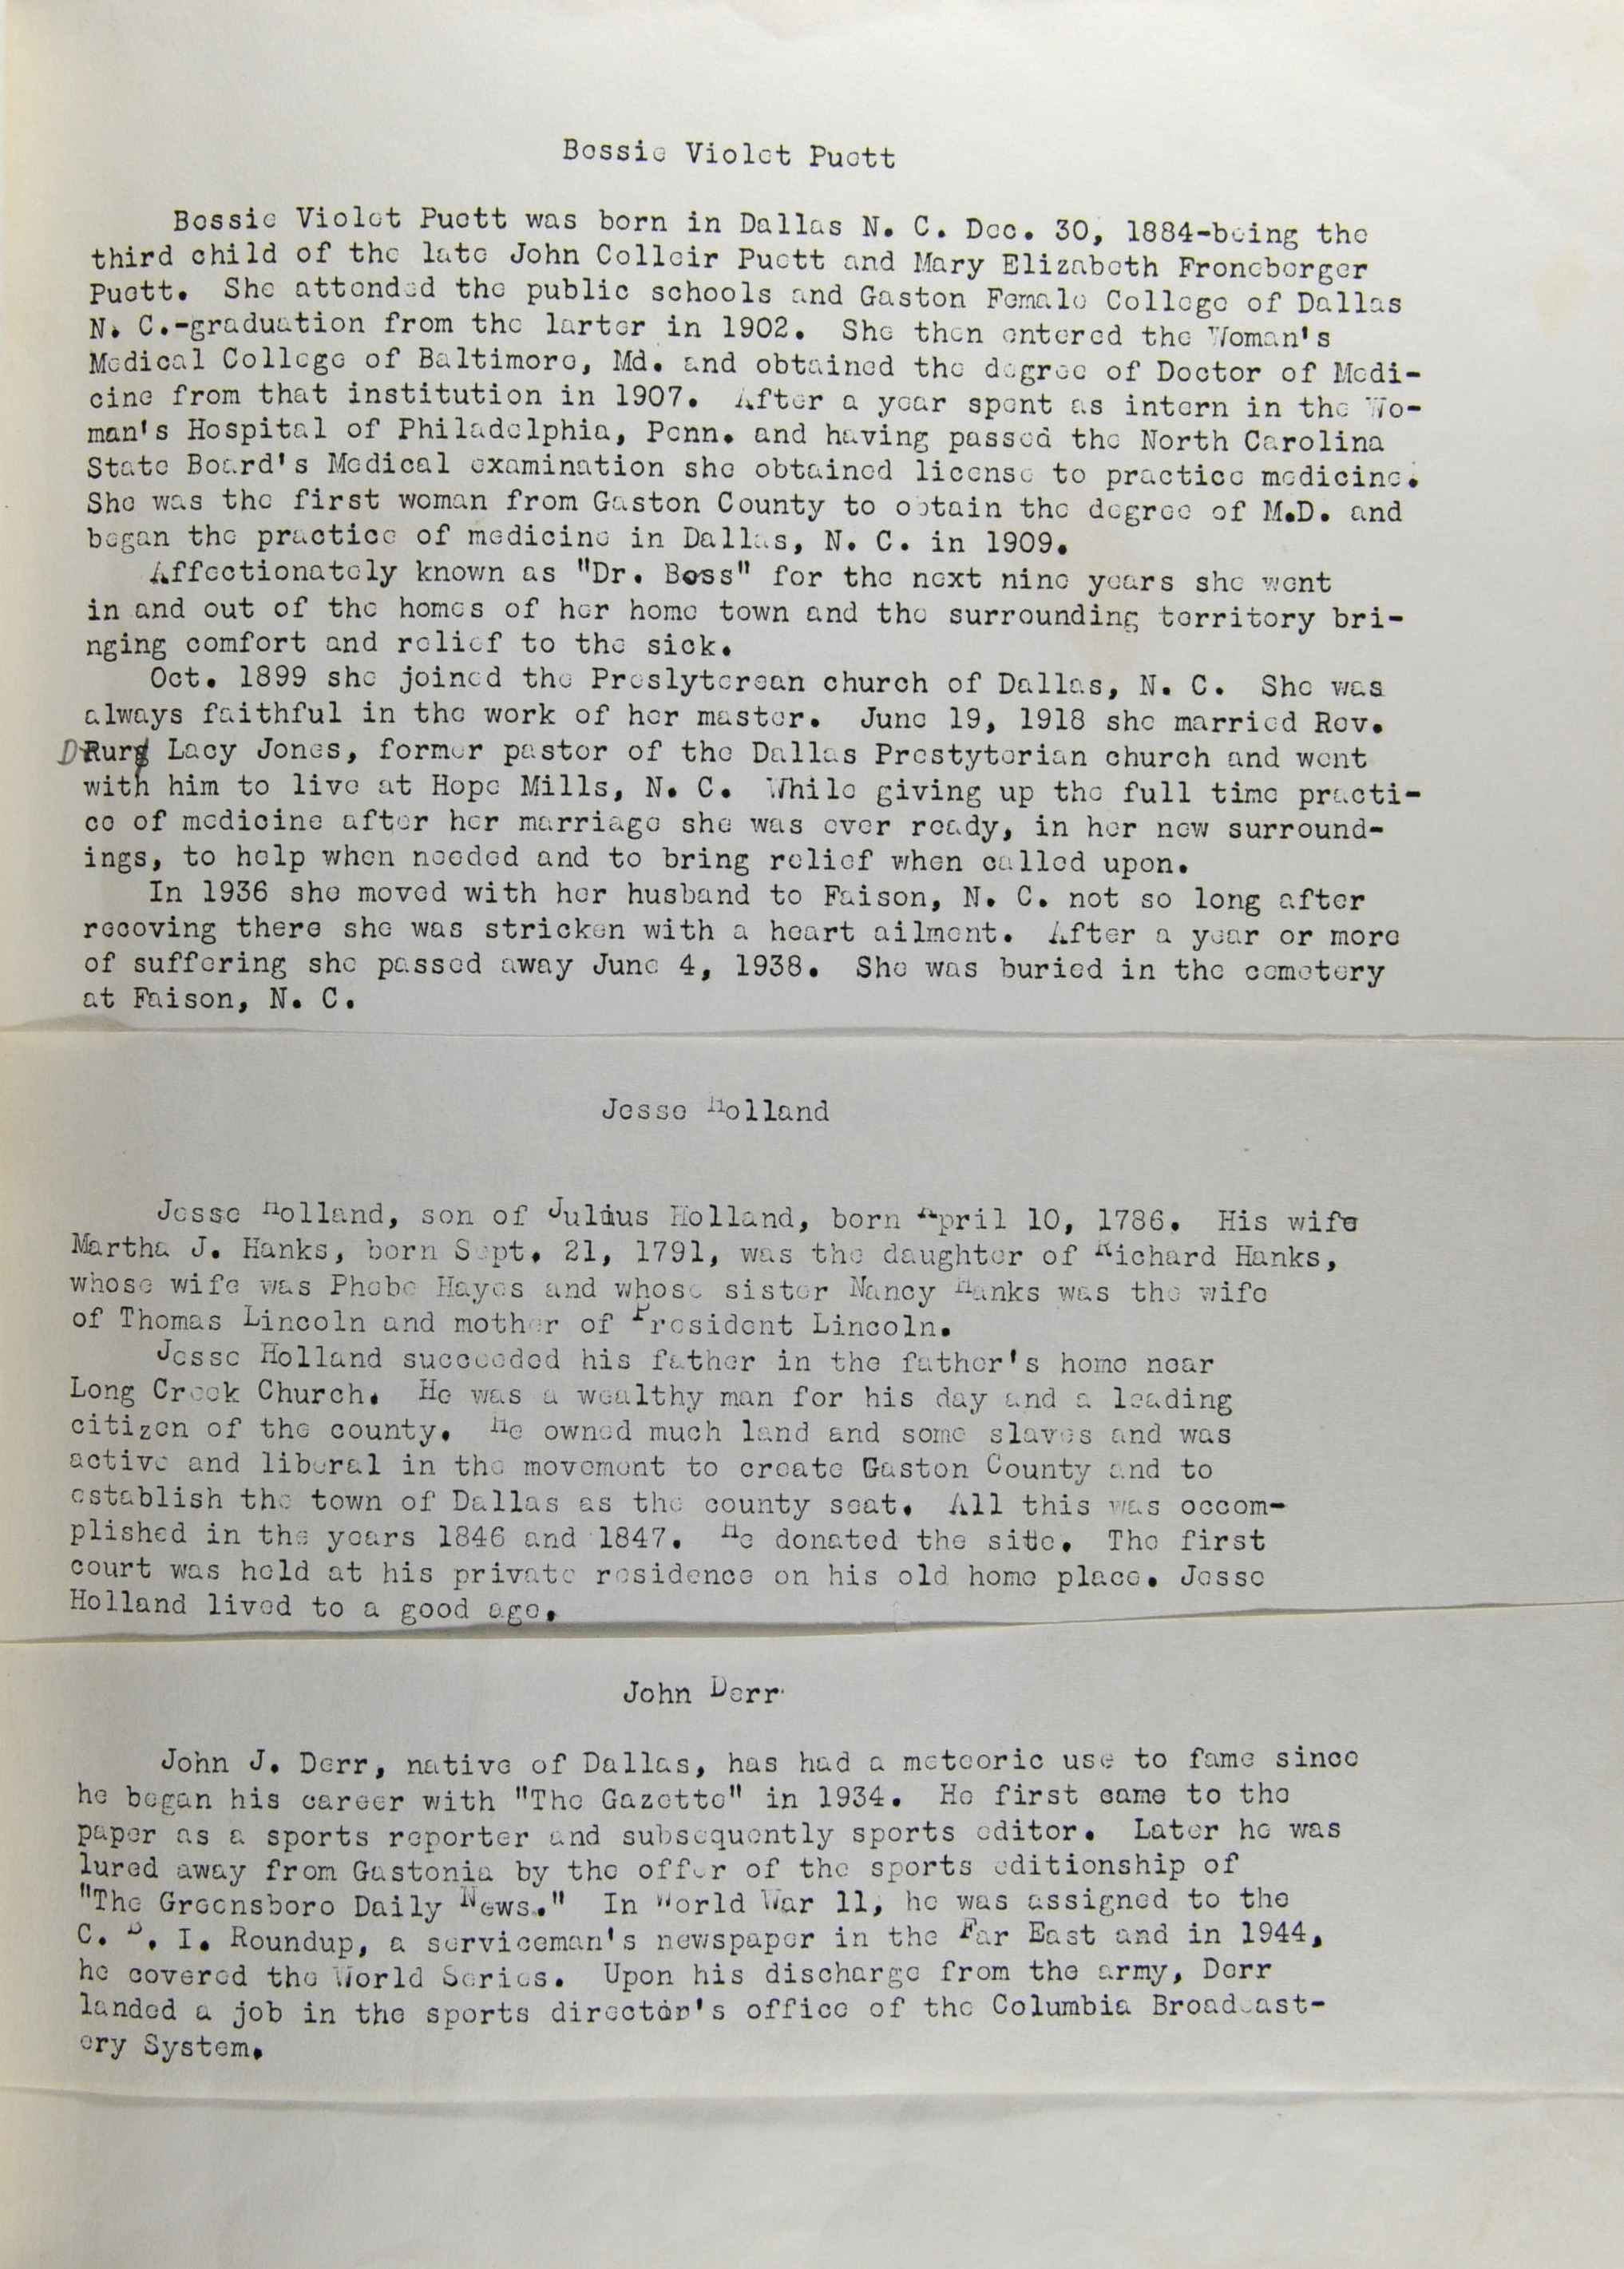 Bessie Violet Puett
Bessie Violet Puett was born in Dallas N. C. Dec. 30, 1884-being the
third child of the late John Colleir Puett and Mary Elizabeth Froneberger
Puett. She attended the public schools and Gaston Female College of Dallas
N. C.-graduation from the larter in 1902. She then entered the Woman's
Medical College of Baltimore, Md. and obtained the degree of Doctor of Medi-
cine from that institution in 1907. After a year spent as intern in the Wo-
man's Hospital of Philadelphia, Penn. and having passed the North Carolina
State Board's Medical examination she obtained license to practice medicine.
She was the first woman from Gaston County to obtain the degree of M.D. and
began the practice of medicine in Dallas, N. C. in 1909.
Affectionately known as "Dr. Bess" for the next nine years she went
in and out of the homes of her home town and the surrounding territory bri-
nging comfort and relief to the sick.
Oct. 1899 she joined the Preslyterean church of Dallas, N. C. She was
always faithful in the work of her master. June 19, 1918 she married Rev.
DRury Lacy Jones, former pastor of the Dallas Prestyterian church and went
with him to live at Hope Mills, N. C. While giving up the full time practi-
ce of medicine after her marriage she was ever ready, in her new surround-
ings, to help when needed and to bring relief when called upon.
In 1936 she moved with her husband to Faison, N. C. not so long after
recoving there she was stricken with a heart ailment. After a year or more
of suffering she passed away June 4, 1938. She was buried in the cemetery
at Faison, N. C.
Jesse Holland
Jesse Holland, son of Julius Holland, born April 10, 1786. His wife
Martha J. Hanks, born Sept. 21, 1791, was the daughter of Richard Hanks,
whose wife was Phebe Hayes and whose sister Nancy Hanks was the wife
of Thomas Lincoln and mother of President Lincoln.
Jesse Holland succeeded his father in the father's home near
Long Creek Church. He was a wealthy man for his day and a leading
citizen of the county. He owned much land and some slaves and was
active and liberal in the movement to create Gaston County and to
establish the town of Dallas as the county seat. All this was occom-
plished in the years 1846 and 1847. He donated the site. The first
court was held at his private residence on his old home place. Jesse
Holland lived to a good age.
John Derr
John J. Derr, native of Dallas, has had a meteoric use to fame since
he began his career with "The Gazette" in 1934. He first came to the
paper as a sports reporter and subsequently sports editor. Later he was
lured away from Gastonia by the offer of the sports editionship of
"The Greensboro Daily News." In World War 11, he was assigned to the
C. B. I. Roundup, a serviceman's newspaper in the Far East and in 1944,
he covered the World Series. Upon his discharge from the army, Derr
landed a job in the sports director's office of the Columbia Broadcast-
ery System.